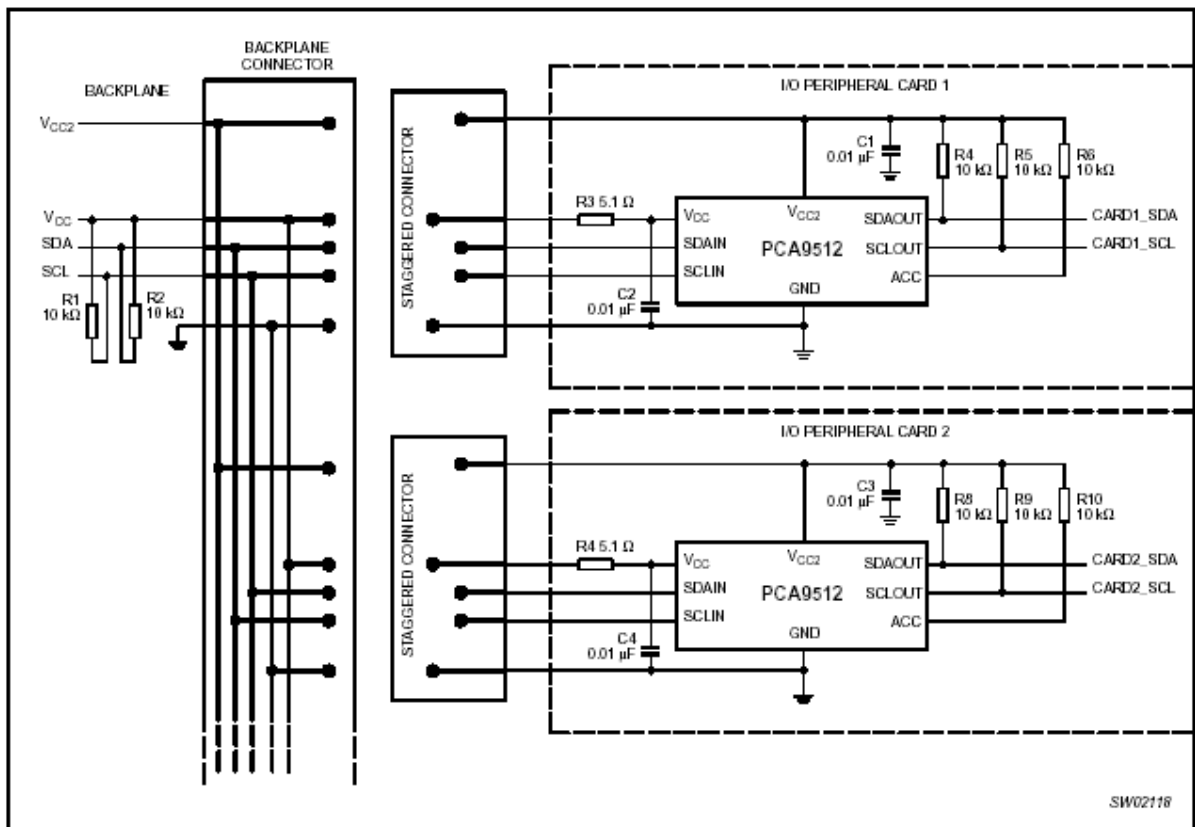 BACKPLANE
CONNECTOR
BACKPLANE
VCC2
VCC
SDA
SCL
R1
10 kΩ
R2
10 kΩ
STAGGERED CONNECTOR
I/O PERIPHERAL CARD 1
C1
0.01 µF
R4
10 kΩ
R5
10 kΩ
R6
10 kΩ
R3 5.1 Ω
C2
0.01 µF
VCC
VCC2
SDAOUT
SDAIN
PCA9512
SCLOUT
SCLIN
ACC
GND
CARD1_SDA
CARD1_SCL
STAGGERED CONNECTOR
I/O PERIPHERAL CARD 2
C3
0.01 µF
R8
10 kΩ
R9
10 kΩ
R10
10 kΩ
R4 5.1 Ω
C4
0.01 µF
VCC
VCC2
SDAOUT
SDAIN
PCA9512
SCLOUT
SCLIN
ACC
GND
CARD2_SDA
CARD2_SCL
SW02118